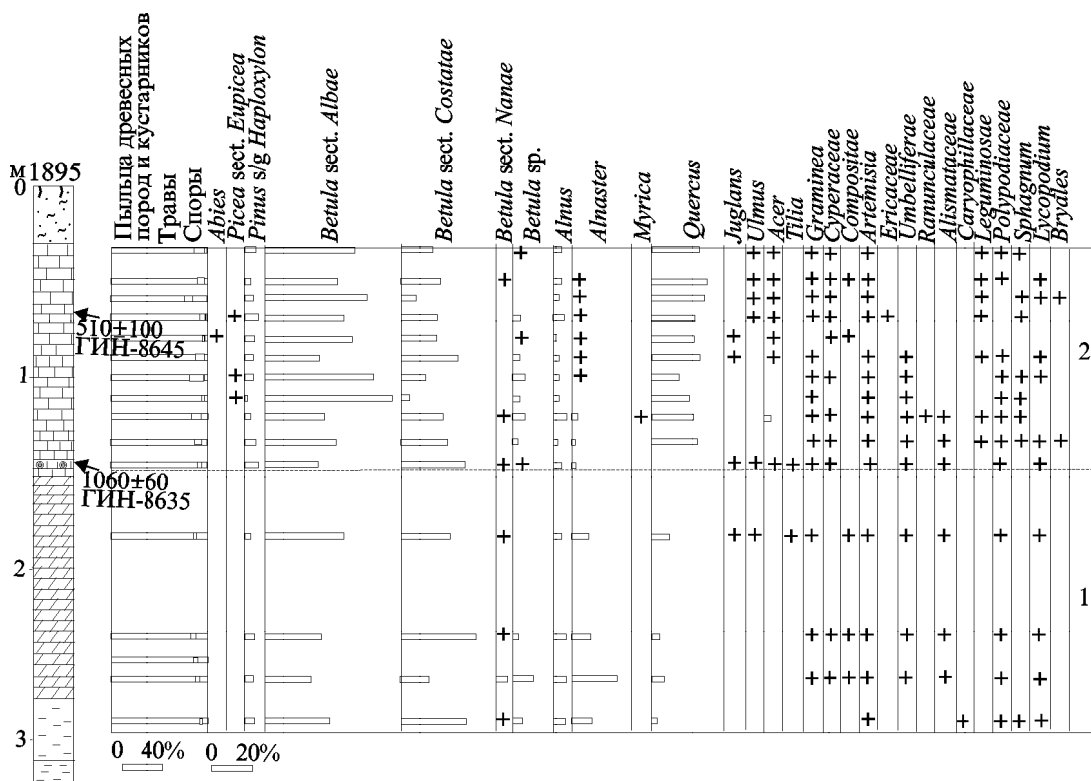 м 1895
Пыльца древесных
пород и кустарников
Травы
Споры
Abies
Picea sect. Eupicea
Pinus s/g Haploxylon
Betula sect. Albae
Betula sect. Costatae
Betula sect. Nanae
Betula sp.
Alnus
Alnaster
Myrica
Quercus
Juglans
Ulmus
Acer
Tilia
Graminea
Cyperaceae
Compositae
Artemisia
Ericaceae
Umbelliferae
Ranunculaceae
Alismataceae
Caryophillaceae
Leguminosae
Polypodiaceae
Sphagnum
Lycopodium
Brydles
0
510±100
ГИН-8645
2
1
1060±60
ГИН-8635
2
1
3
0 40%
0 20%